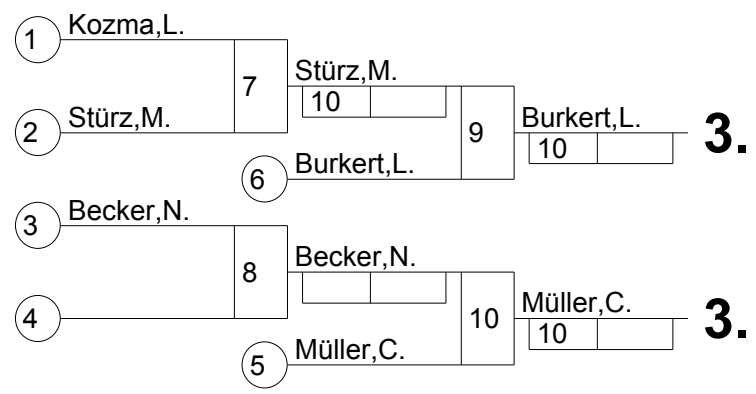 1 Kozma,L.
7 Stürz,M.
10
2 Stürz,M.
9 Burkert,L.
10
3.
6 Burkert,L.
3 Becker,N.
8 Becker,N.
4
10 Müller,C.
10
3.
5 Müller,C.